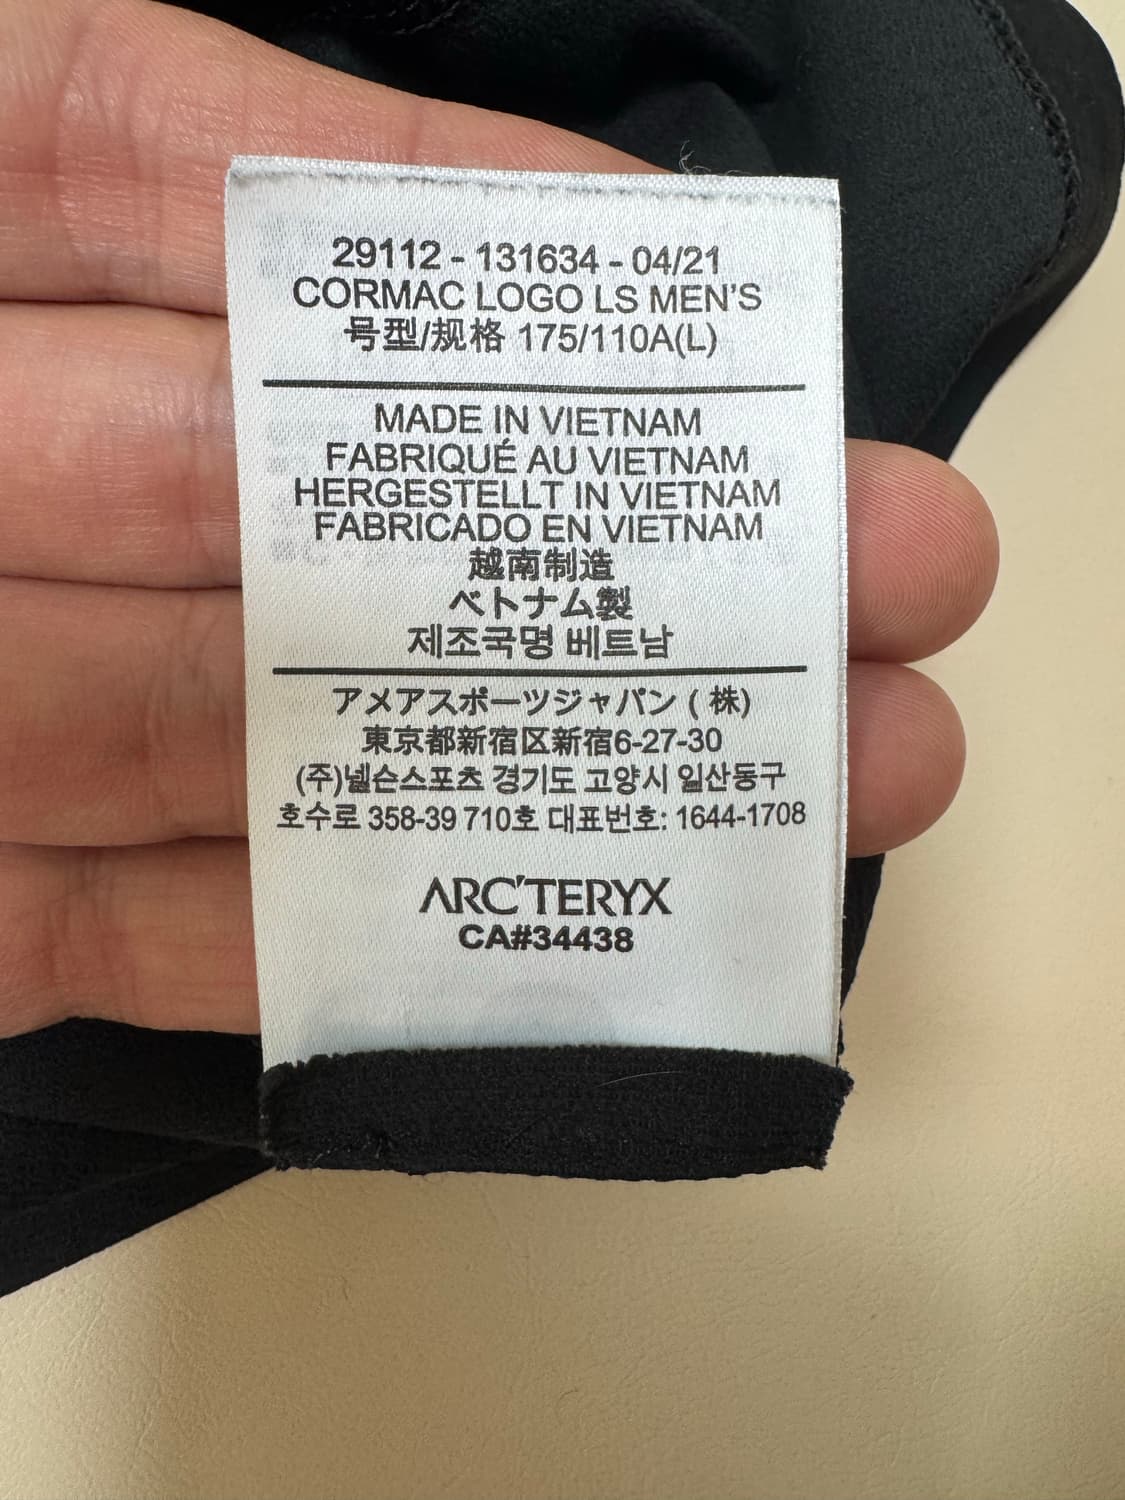 29112 - 131634 - 04/21
CORMAC LOGO LS MEN'S
号型/规格 175/110A(L)
MADE IN VIETNAM
FABRIQUÉ AU VIETNAM
HERGESTELLT IN VIETNAM
FABRICADO EN VIETNAM
越南制造
ベトナム製
제조국명 베트남
アメアスポーツジャパン ( 株)
東京都新宿区新宿6-27-30
(주)넬슨스포츠 경기도 고양시 일산동구
호수로 358-39 710호 대표번호: 1644-1708
ARC'TERYX
CA#34438